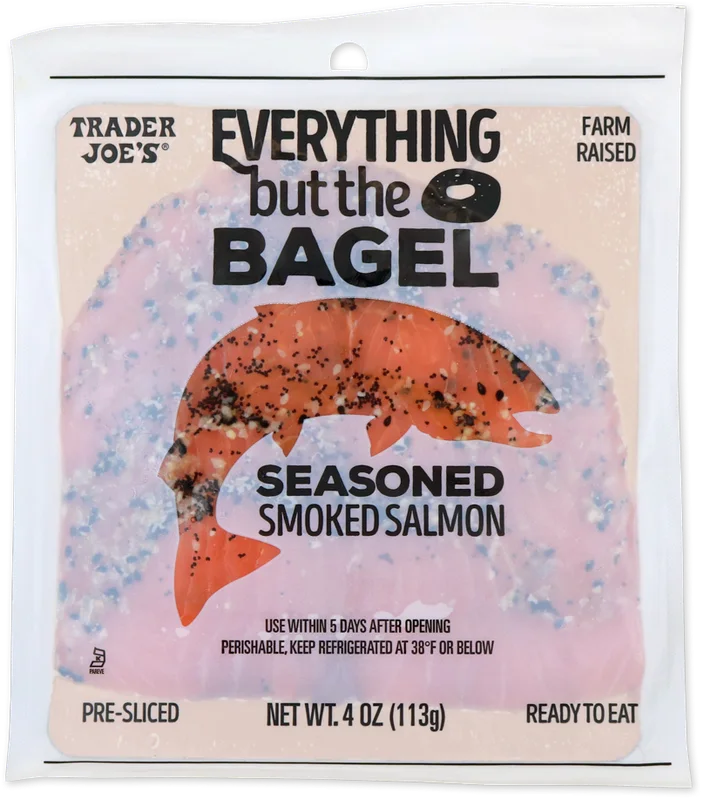 TRADER
JOE'S®
EVERYTHING
but the
BAGEL
FARM
RAISED
SEASONED
SMOKED SALMON
USE WITHIN 5 DAYS AFTER OPENING
PERISHABLE, KEEP REFRIGERATED AT 38°F OR BELOW
PAREVE
PRE-SLICED
NET WT. 4 OZ (113g)
READY TO EAT